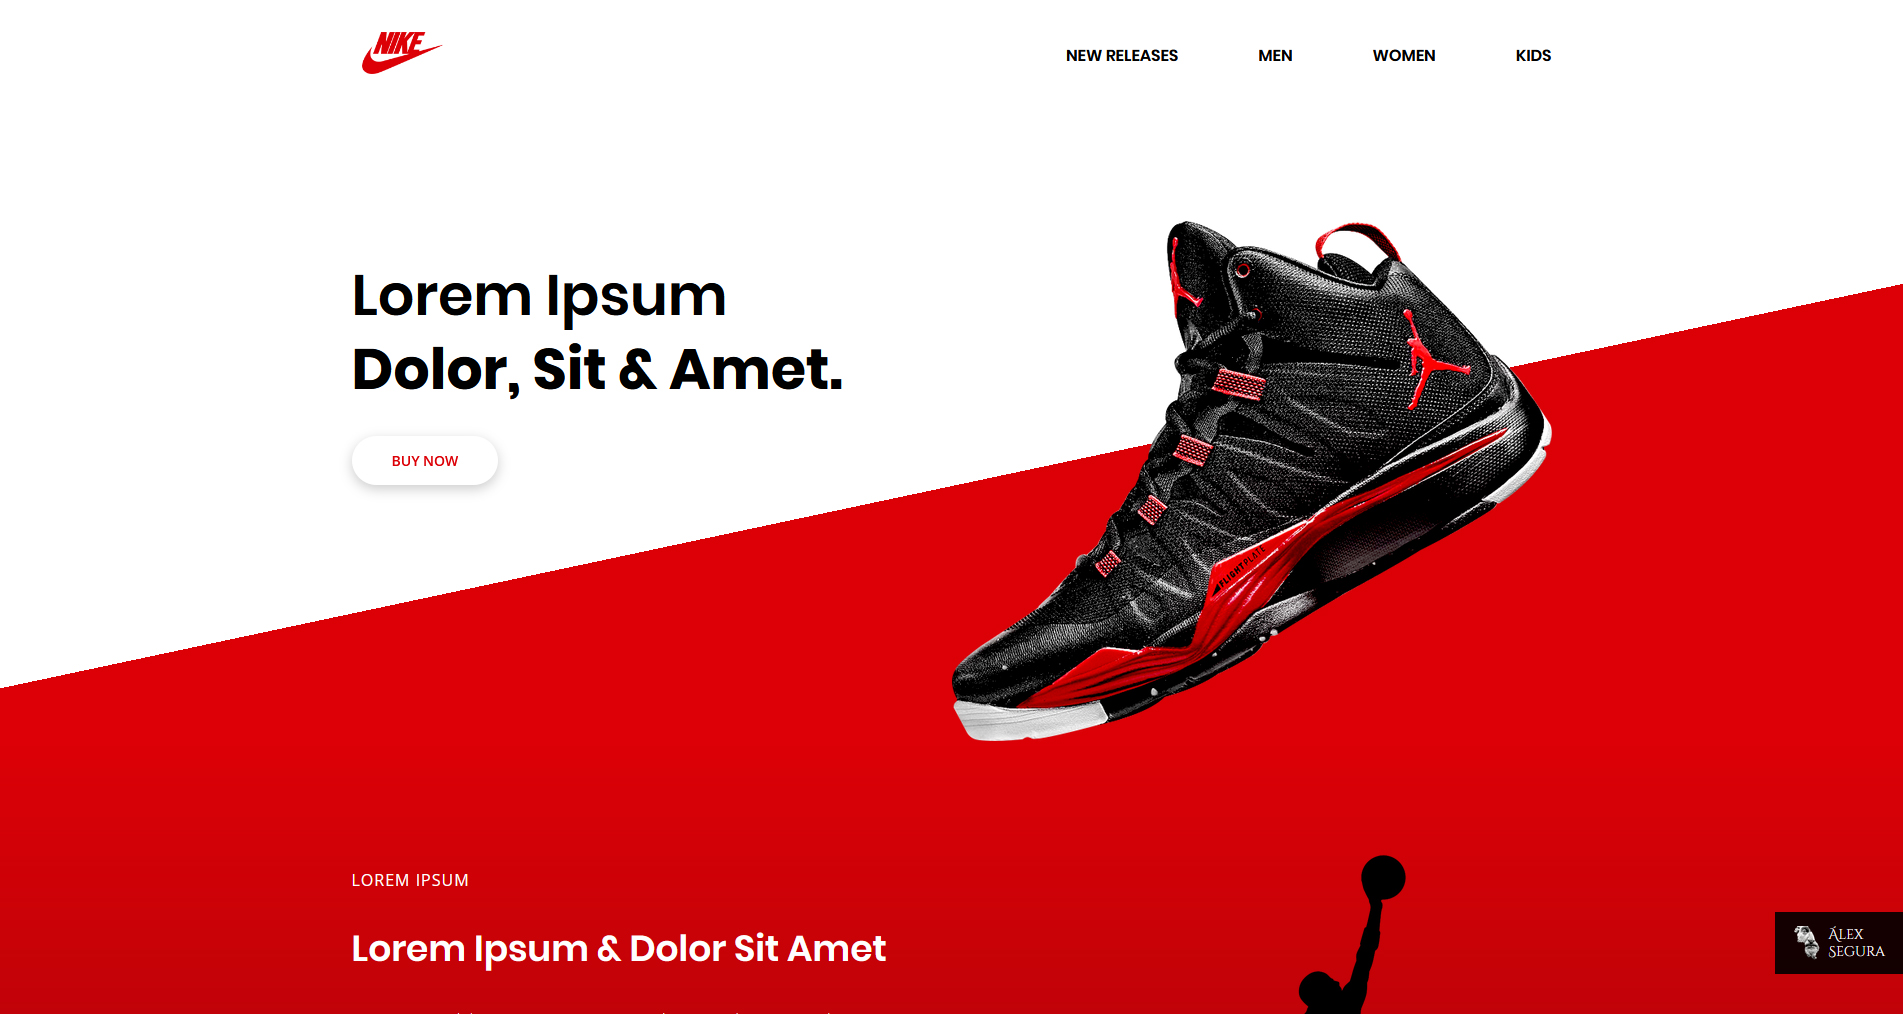 NIKE
NEW RELEASES MEN WOMEN KIDS
Lorem Ipsum
Dolor, Sit & Amet.
BUY NOW
FLIGHTPLATE
LOREM IPSUM
Lorem Ipsum & Dolor Sit Amet
ÁLEX
SEGURA